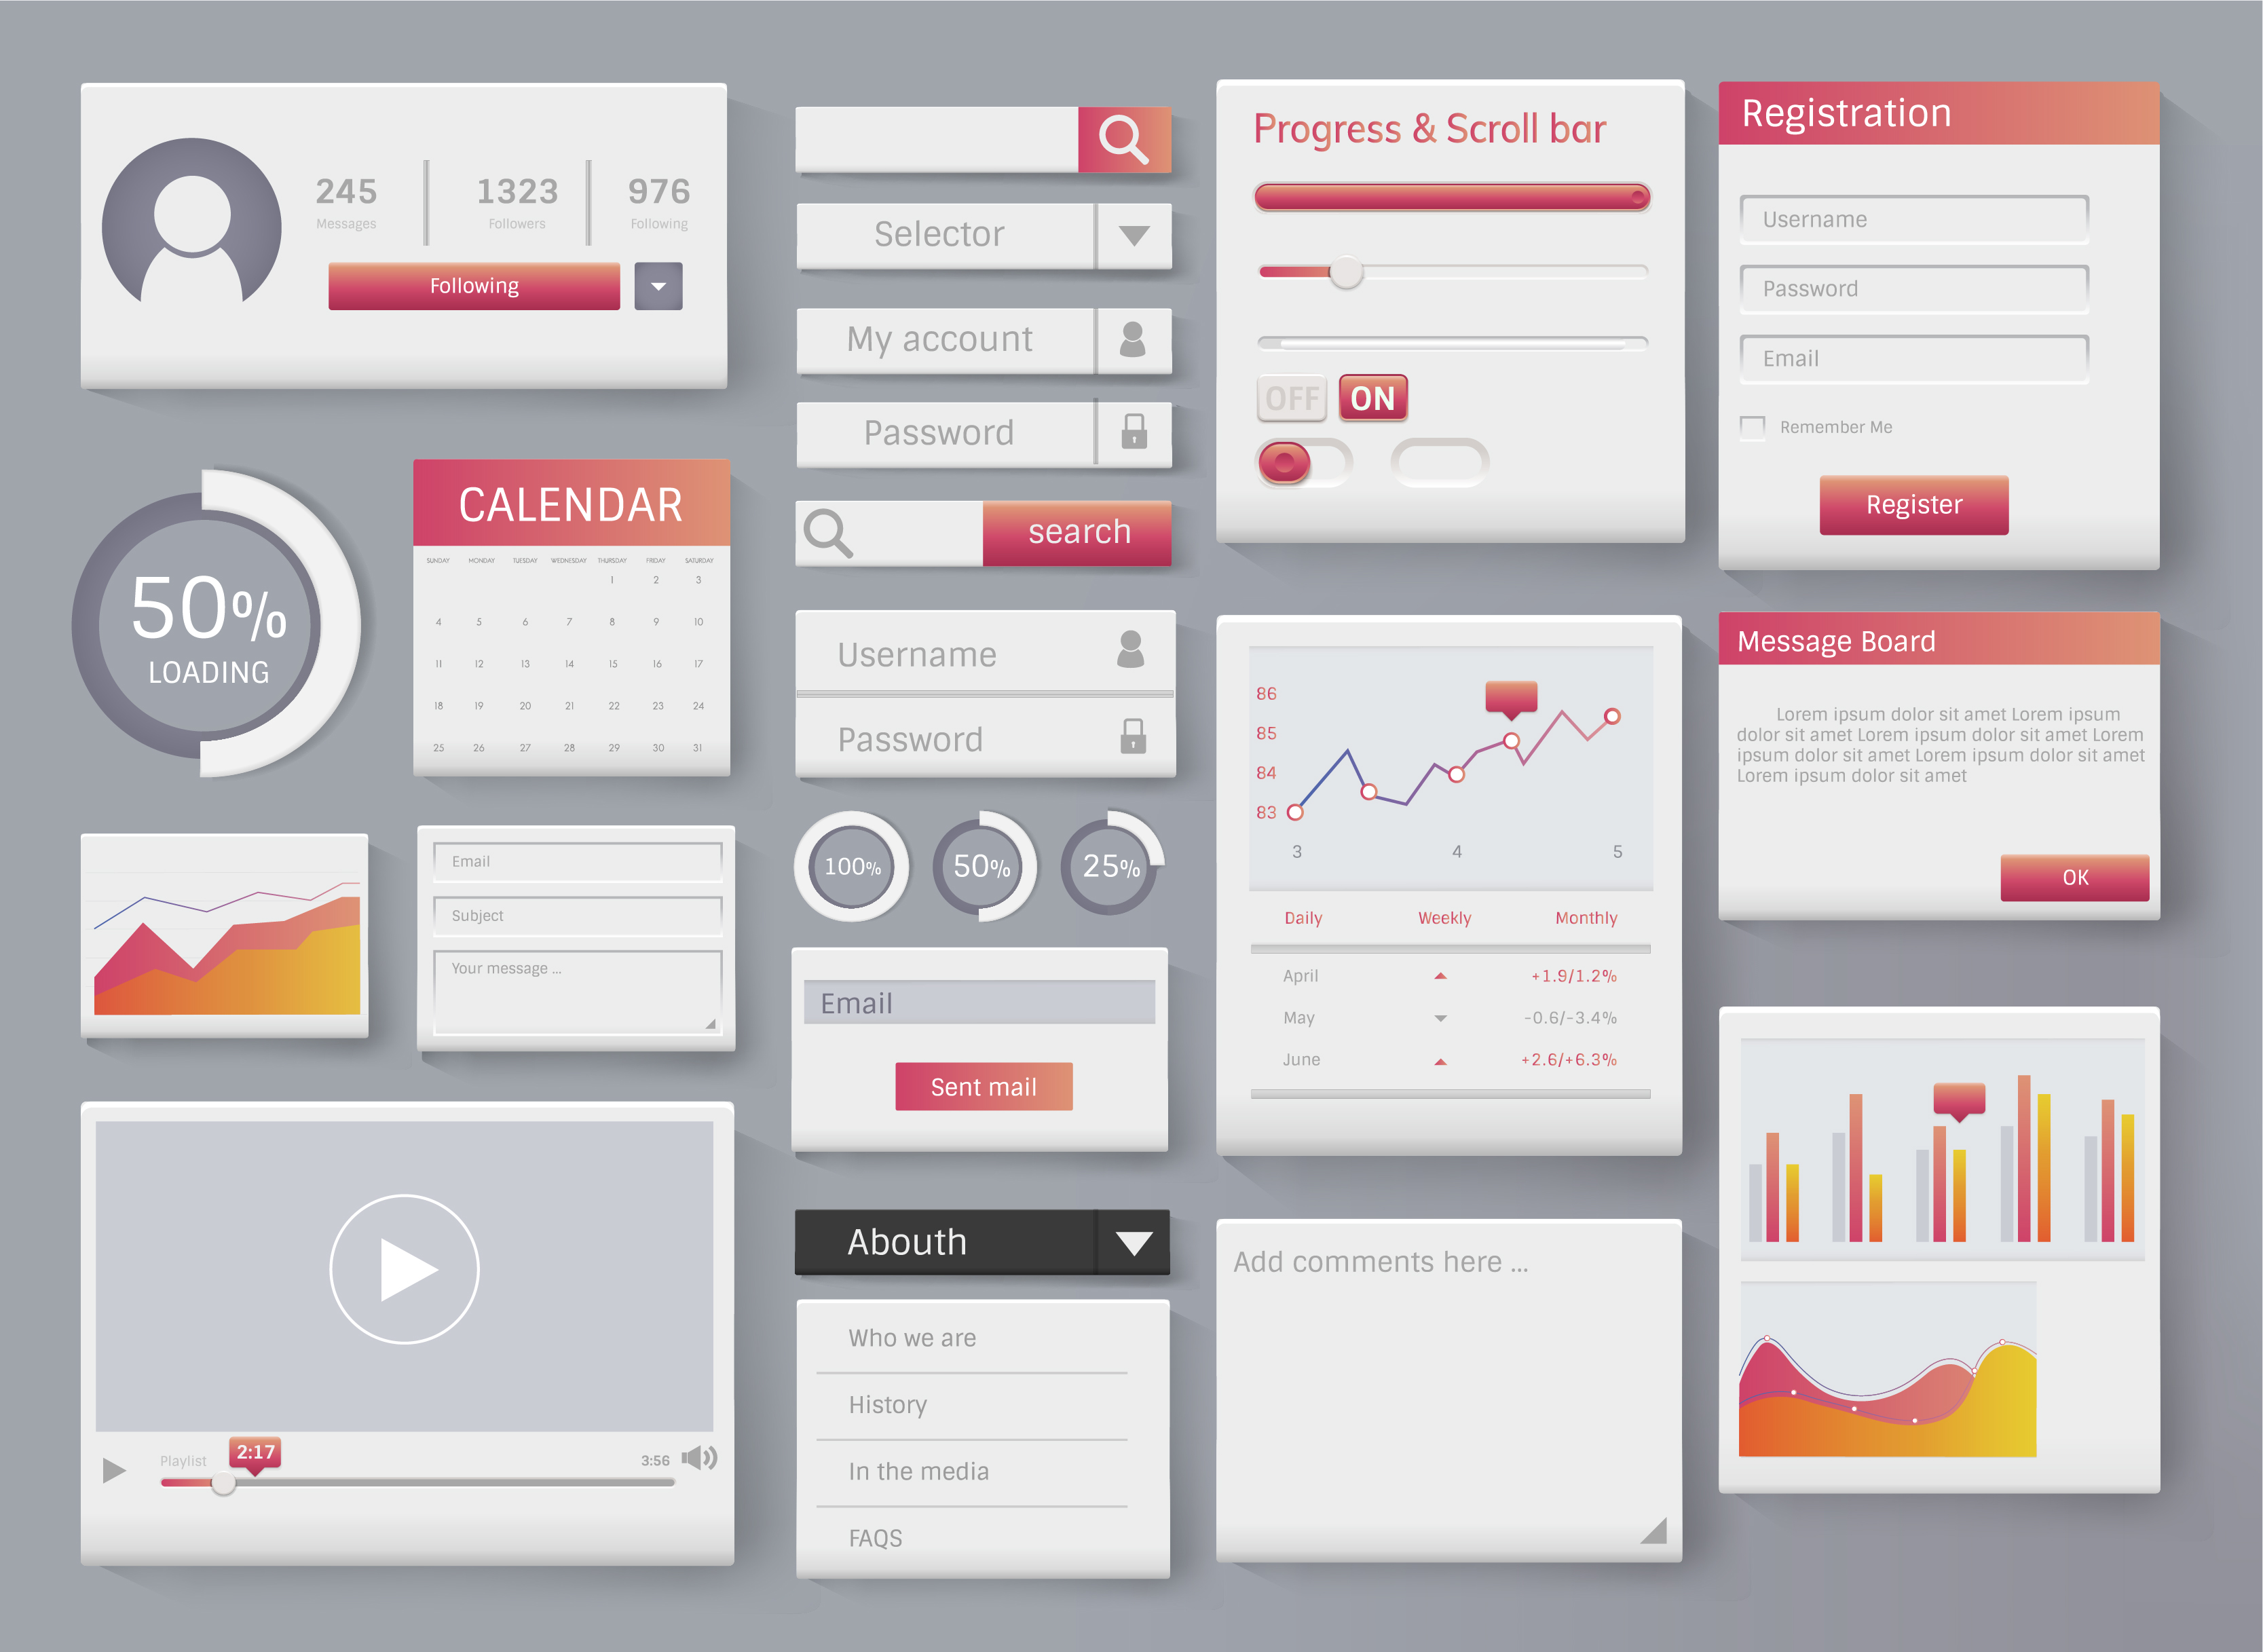 245 1323 976
Messages Followers Following
Following
50%
LOADING
CALENDAR
SUNDAY MONDAY TUESDAY WEDNESDAY THURSDAY FRIDAY SATURDAY
1 2 3
4 5 6 7 8 9 10
11 12 13 14 15 16 17
18 19 20 21 22 23 24
25 26 27 28 29 30 31
Email
Subject
Your message ...
Playlist 2:17 3:56
Selector
My account
Password
search
Username
Password
100% 50% 25%
Email
Sent mail
Abouth
Who we are
History
In the media
FAQS
Progress & Scroll bar
OFF ON
86
85
84
83
3 4 5
Daily Weekly Monthly
April +1.9/1.2%
May -0.6/-3.4%
June +2.6/+6.3%
Add comments here ...
Registration
Username
Password
Email
Remember Me
Register
Message Board
Lorem ipsum dolor sit amet Lorem ipsum
dolor sit amet Lorem ipsum dolor sit amet Lorem
ipsum dolor sit amet Lorem ipsum dolor sit amet
Lorem ipsum dolor sit amet
OK